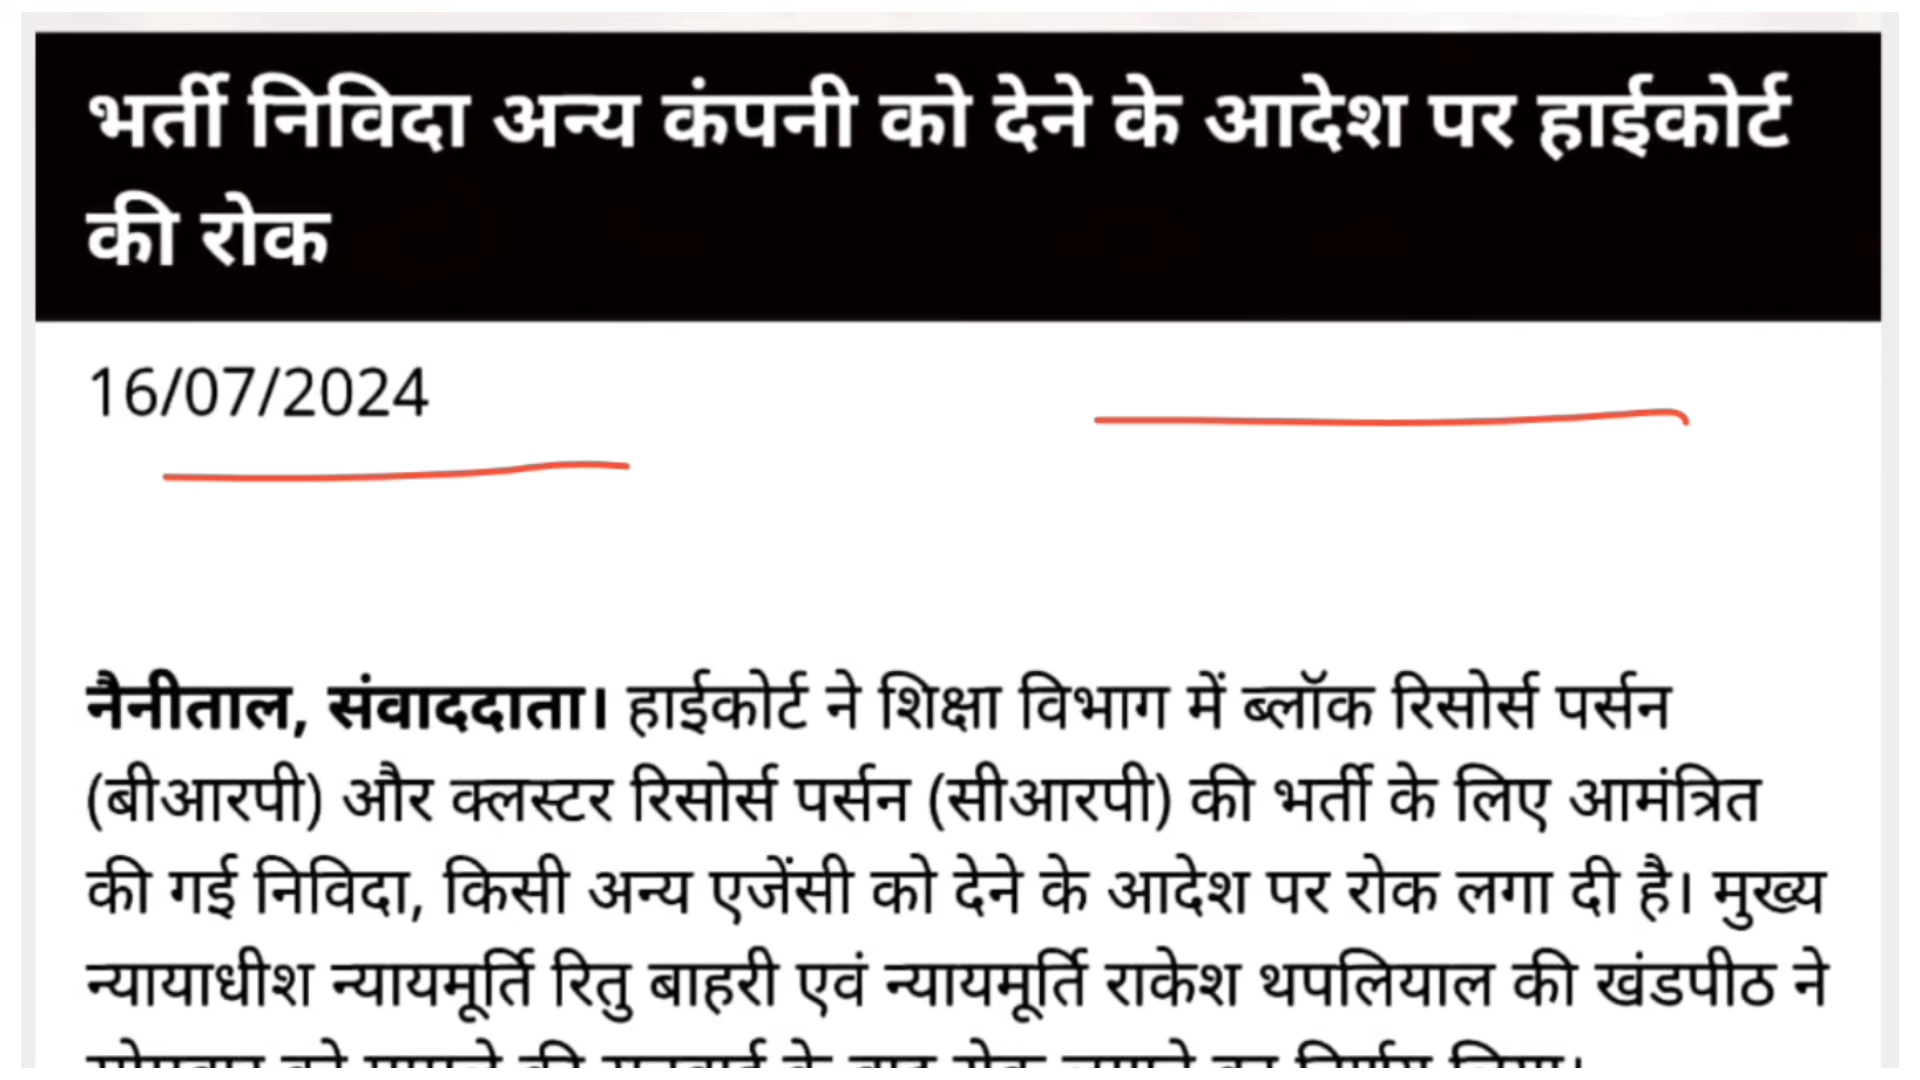 भर्ती निविदा अन्य कंपनी को देने के आदेश पर हाईकोर्ट
की रोक
16/07/2024
नैनीताल, संवाददाता। हाईकोर्ट ने शिक्षा विभाग में ब्लॉक रिसोर्स पर्सन
(बीआरपी) और क्लस्टर रिसोर्स पर्सन (सीआरपी) की भर्ती के लिए आमंत्रित
की गई निविदा, किसी अन्य एजेंसी को देने के आदेश पर रोक लगा दी है। मुख्य
न्यायाधीश न्यायमूर्ति रितु बाहरी एवं न्यायमूर्ति राकेश थपलियाल की खंडपीठ ने